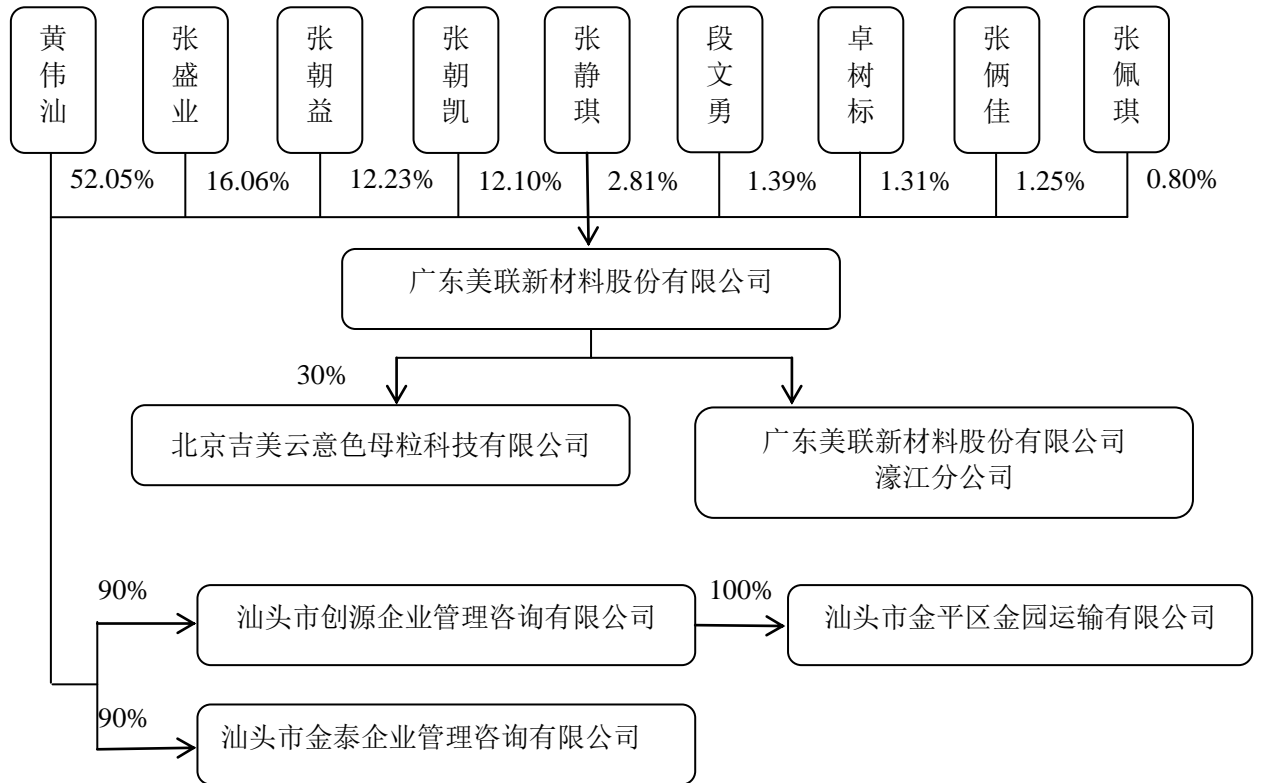 黄伟汕
张盛业
张朝益
张朝凯
张静琪
段文勇
卓树标
张俩佳
张佩琪
52.05%
16.06%
12.23%
12.10%
2.81%
1.39%
1.31%
1.25%
0.80%
广东美联新材料股份有限公司
30%
北京吉美云意色母粒科技有限公司
广东美联新材料股份有限公司
濠江分公司
90%
汕头市创源企业管理咨询有限公司
100%
汕头市金平区金园运输有限公司
90%
汕头市金泰企业管理咨询有限公司